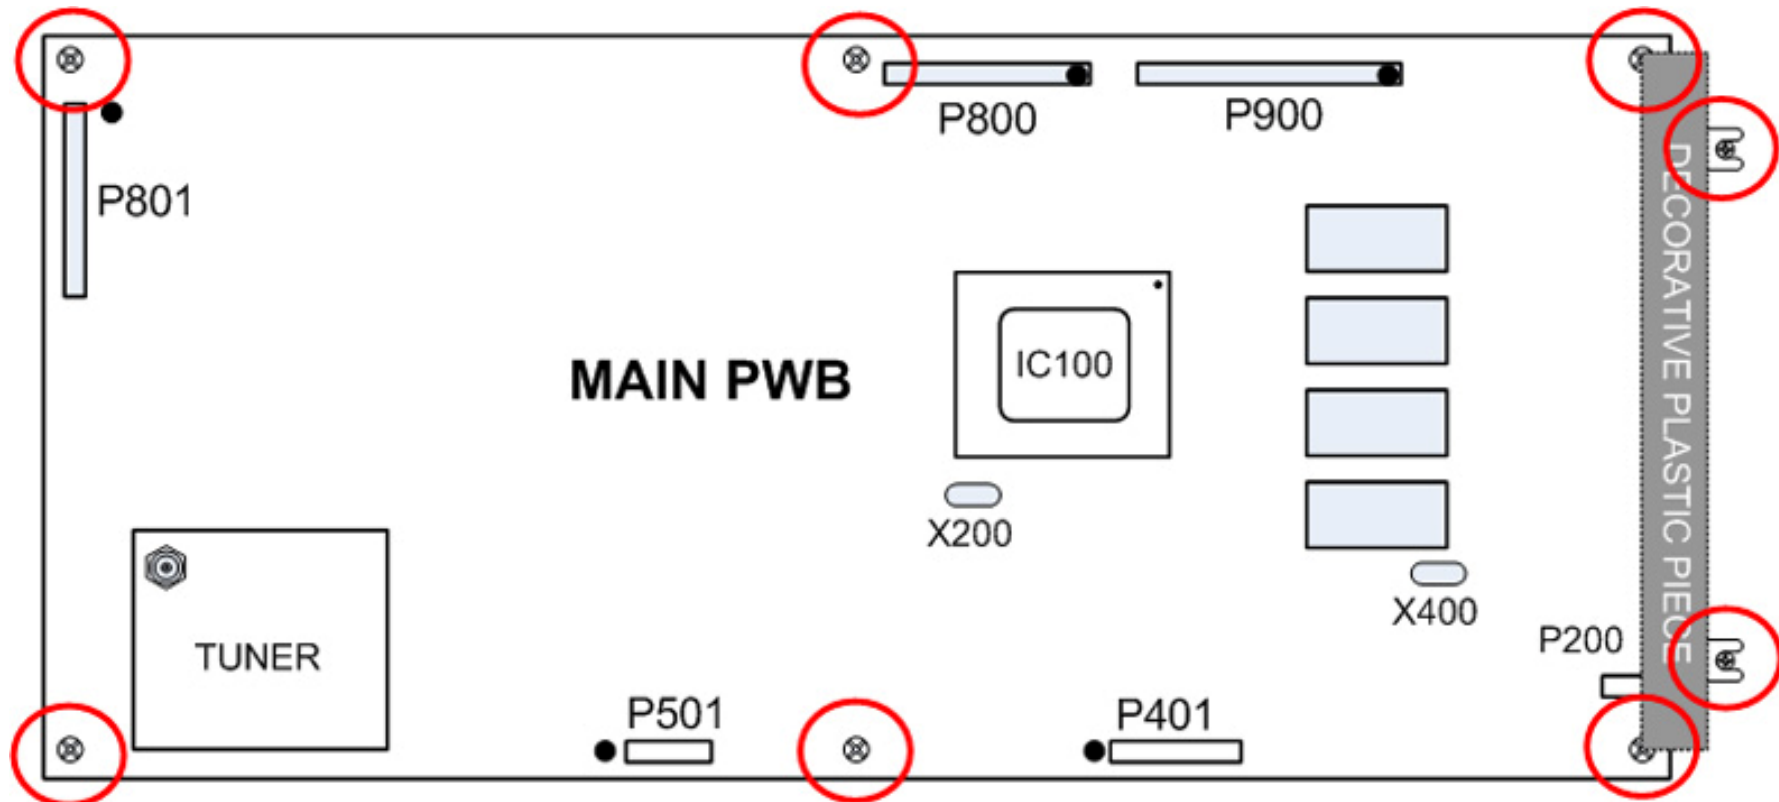 P800
P900
P801
DECORATIVE PLASTIC PIECE
IC100
MAIN PWB
X200
X400
P200
TUNER
P501
P401